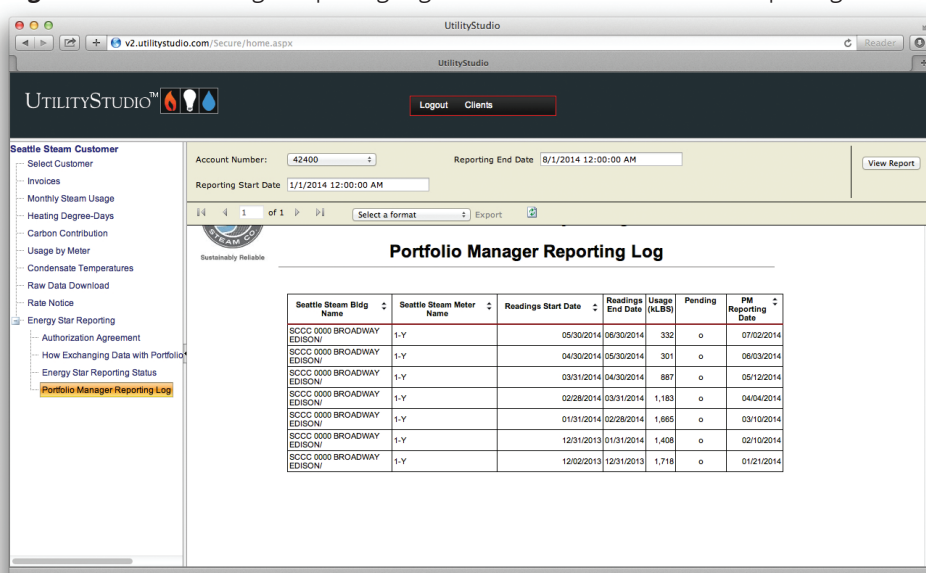 UtilityStudio
v2.utilitystudio.com/Secure/home.aspx
Reader
UtilityStudio
UTILITYSTUDIO™
Logout Clients
Seattle Steam Customer
Select Customer
Invoices
Monthly Steam Usage
Heating Degree-Days
Carbon Contribution
Usage by Meter
Condensate Temperatures
Raw Data Download
Rate Notice
Energy Star Reporting
Authorization Agreement
How Exchanging Data with Portfolio
Energy Star Reporting Status
Portfolio Manager Reporting Log
Account Number: 42400 Reporting End Date 8/1/2014 12:00:00 AM
View Report
Reporting Start Date 1/1/2014 12:00:00 AM
1 of 1 Select a format Export
STEAM CO.
Sustainably Reliable
Portfolio Manager Reporting Log
Seattle Steam Bldg Name Seattle Steam Meter Name Readings Start Date Readings End Date Usage (kLBS) Pending PM Reporting Date
SCCC 0000 BROADWAY EDISON/ 1-Y 05/30/2014 06/30/2014 332 o 07/02/2014
SCCC 0000 BROADWAY EDISON/ 1-Y 04/30/2014 05/30/2014 301 o 06/03/2014
SCCC 0000 BROADWAY EDISON/ 1-Y 03/31/2014 04/30/2014 887 o 05/12/2014
SCCC 0000 BROADWAY EDISON/ 1-Y 02/28/2014 03/31/2014 1,183 o 04/04/2014
SCCC 0000 BROADWAY EDISON/ 1-Y 01/31/2014 02/28/2014 1,665 o 03/10/2014
SCCC 0000 BROADWAY EDISON/ 1-Y 12/31/2013 01/31/2014 1,408 o 02/10/2014
SCCC 0000 BROADWAY EDISON/ 1-Y 12/02/2013 12/31/2013 1,718 o 01/21/2014